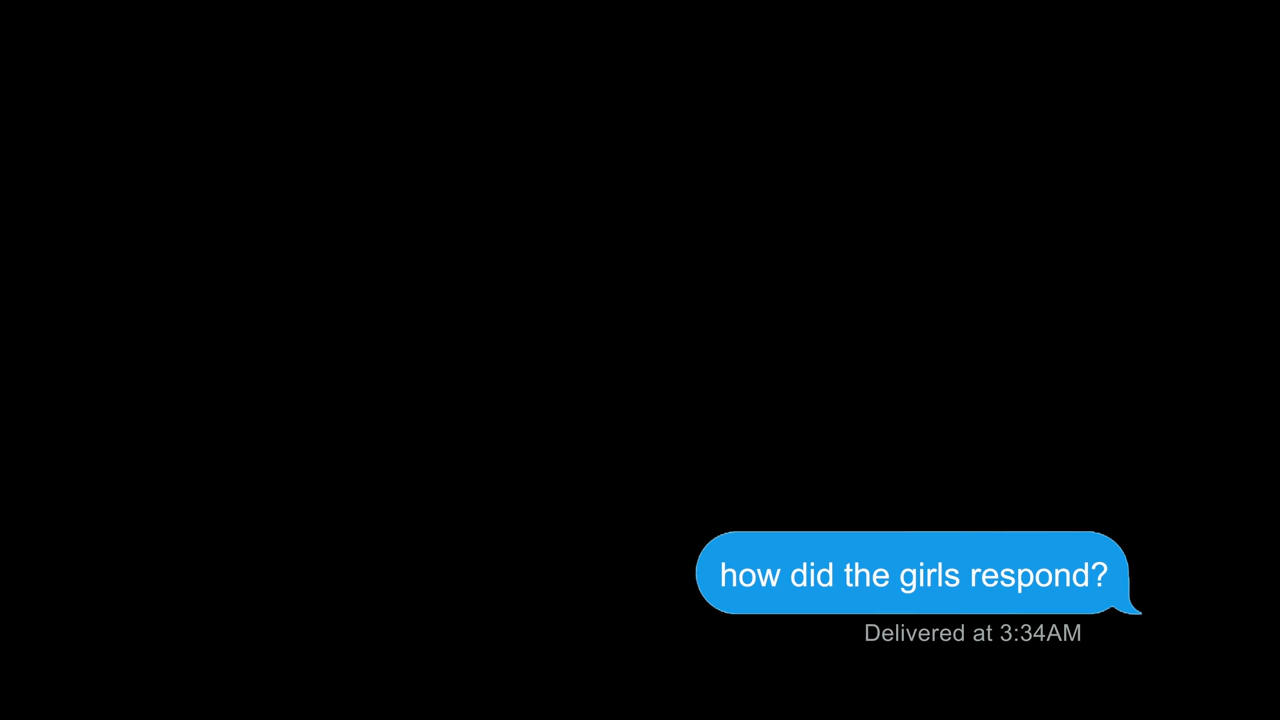 how did the girls respond?
Delivered at 3:34AM